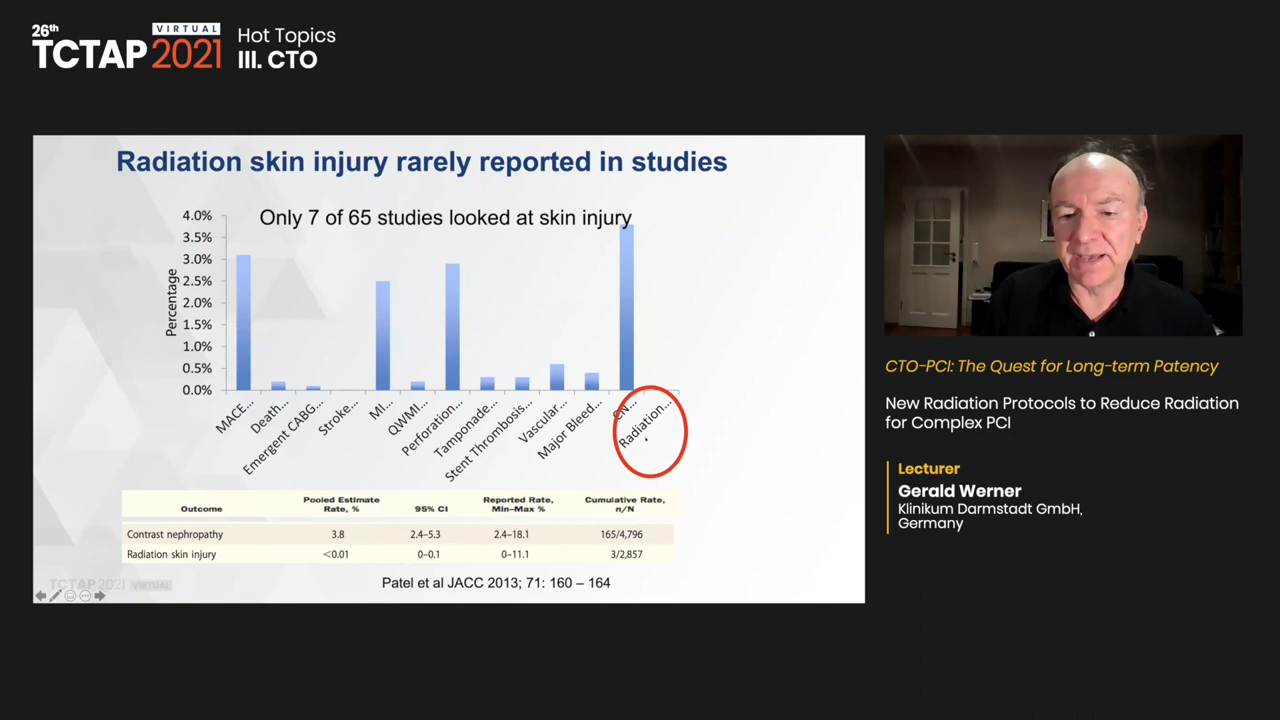 26th
VIRTUAL
TCTAP 2021
Hot Topics
III. CTO
Radiation skin injury rarely reported in studies
Only 7 of 65 studies looked at skin injury
4.0%
3.5%
3.0%
2.5%
2.0%
1.5%
1.0%
0.5%
0.0%
Percentage
MACE...
Death...
Emergent CABG...
Stroke...
MI...
QWMI...
Perforation...
Tamponade...
Stent Thrombosis...
Vascular...
Major Bleed...
CN...
Radiation...
Outcome Pooled Estimate Rate, % 95% CI Reported Rate, Min–Max % Cumulative Rate, n/N
Contrast nephropathy 3.8 2.4–5.3 2.4–18.1 165/4,796
Radiation skin injury <0.01 0–0.1 0–11.1 3/2,857
Patel et al JACC 2013; 71: 160 – 164
TCTAP 2021 VIRTUAL
CTO-PCI: The Quest for Long-term Patency
New Radiation Protocols to Reduce Radiation
for Complex PCI
Lecturer
Gerald Werner
Klinikum Darmstadt GmbH,
Germany